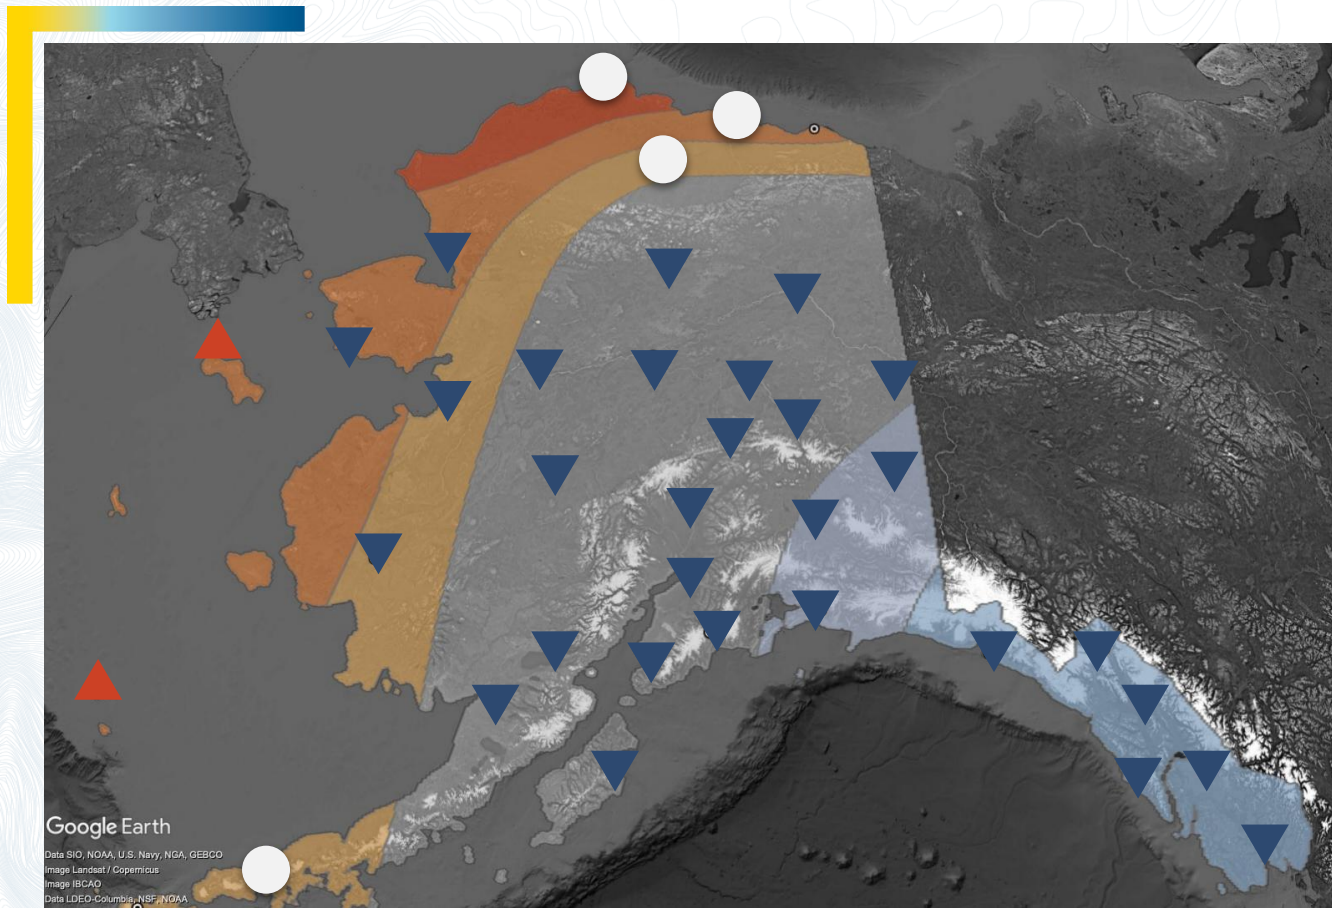 Google Earth
Data SIO, NOAA, U.S. Navy, NGA, GEBCO
Image Landsat / Copernicus
Image IBCAO
Data LDEO-Columbia, NSF, NOAA